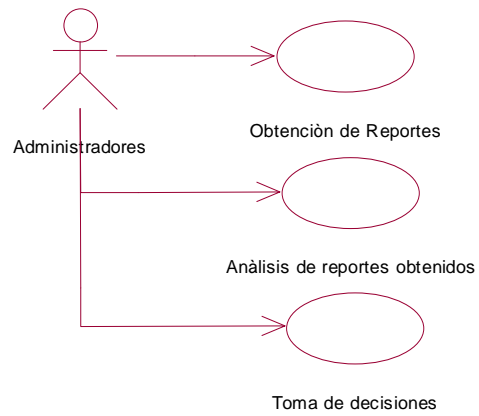 Obtenciòn de Reportes
Administradores
Anàlisis de reportes obtenidos
Toma de decisiones